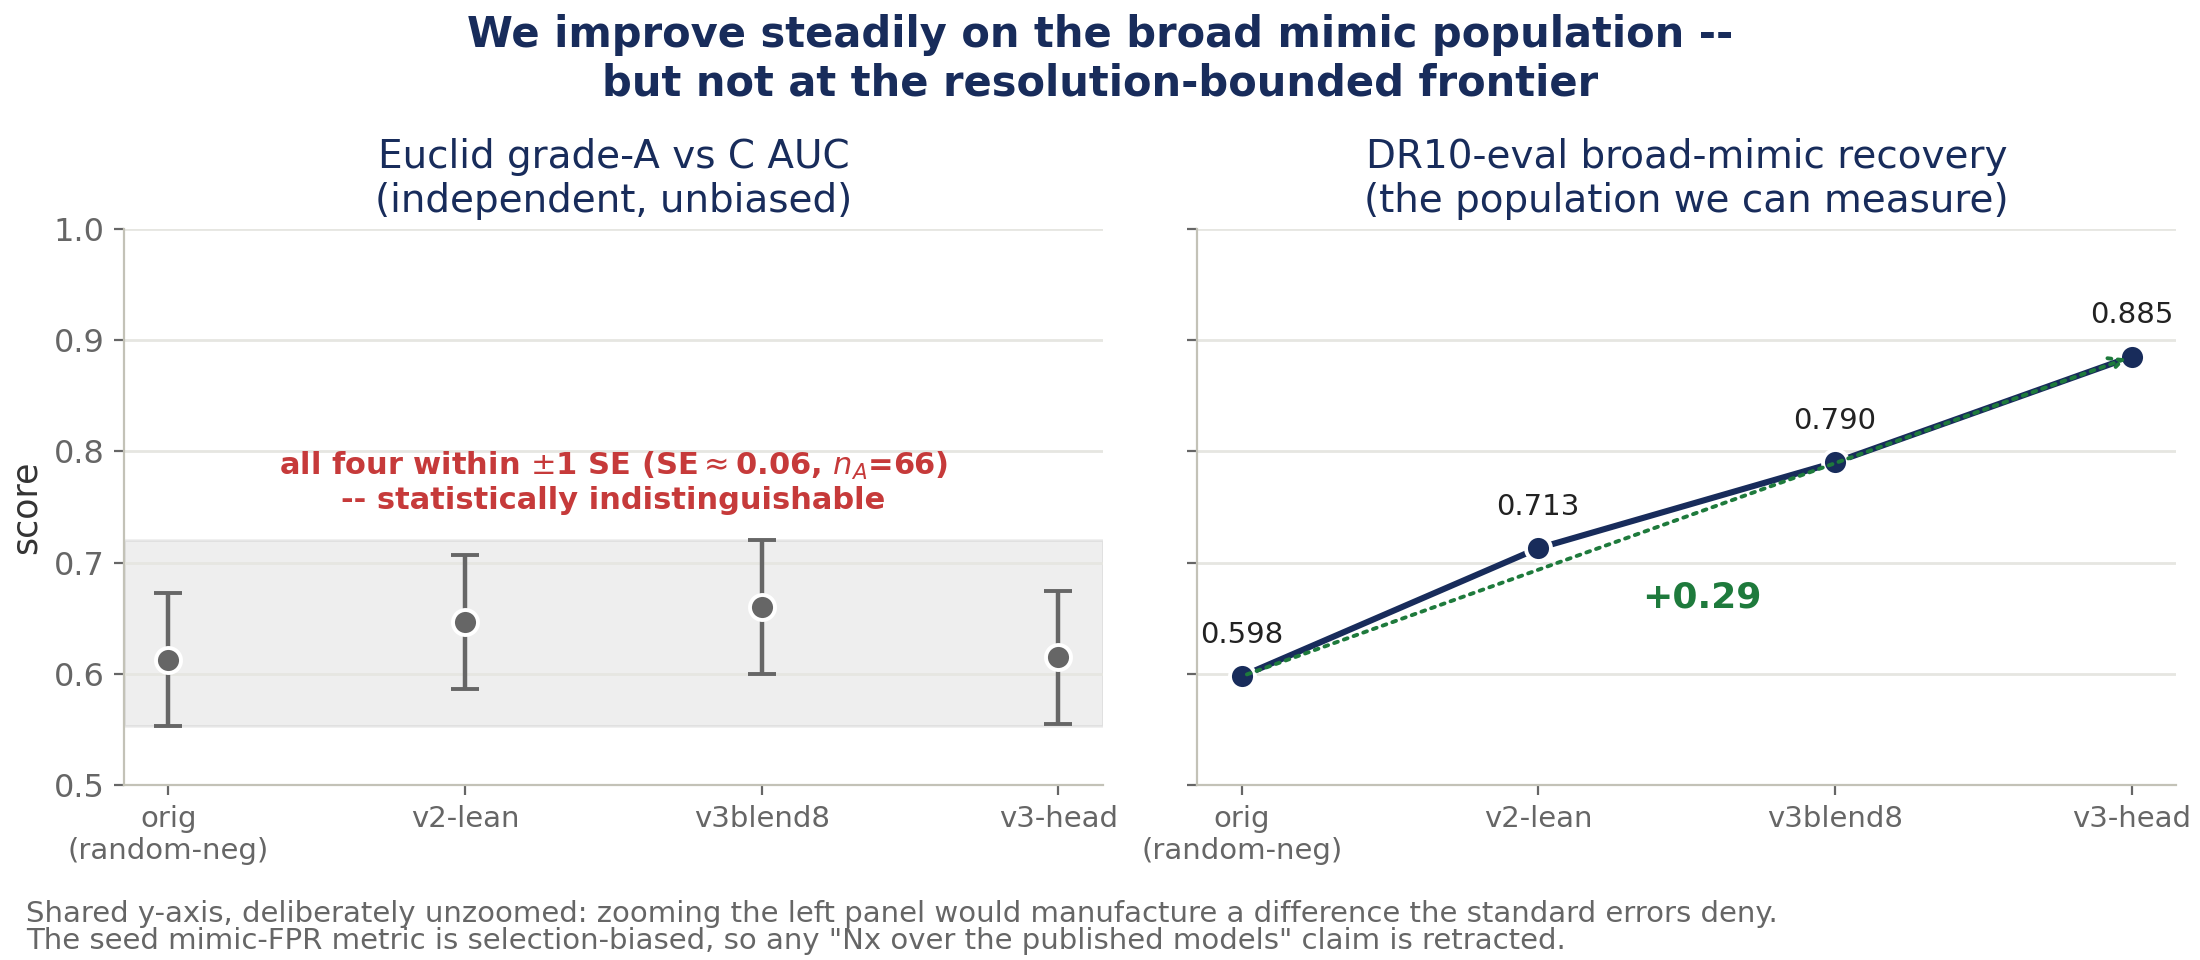 We improve steadily on the broad mimic population --
but not at the resolution-bounded frontier
Euclid grade-A vs C AUC
(independent, unbiased)
DR10-eval broad-mimic recovery
(the population we can measure)
score
1.0
0.9
0.8
0.7
0.6
0.5
all four within ±1 SE (SE≈0.06, n_A=66)
-- statistically indistinguishable
orig
(random-neg)
v2-lean
v3blend8
v3-head
0.598
0.713
0.790
0.885
+0.29
orig
(random-neg)
v2-lean
v3blend8
v3-head
Shared y-axis, deliberately unzoomed: zooming the left panel would manufacture a difference the standard errors deny.
The seed mimic-FPR metric is selection-biased, so any "Nx over the published models" claim is retracted.